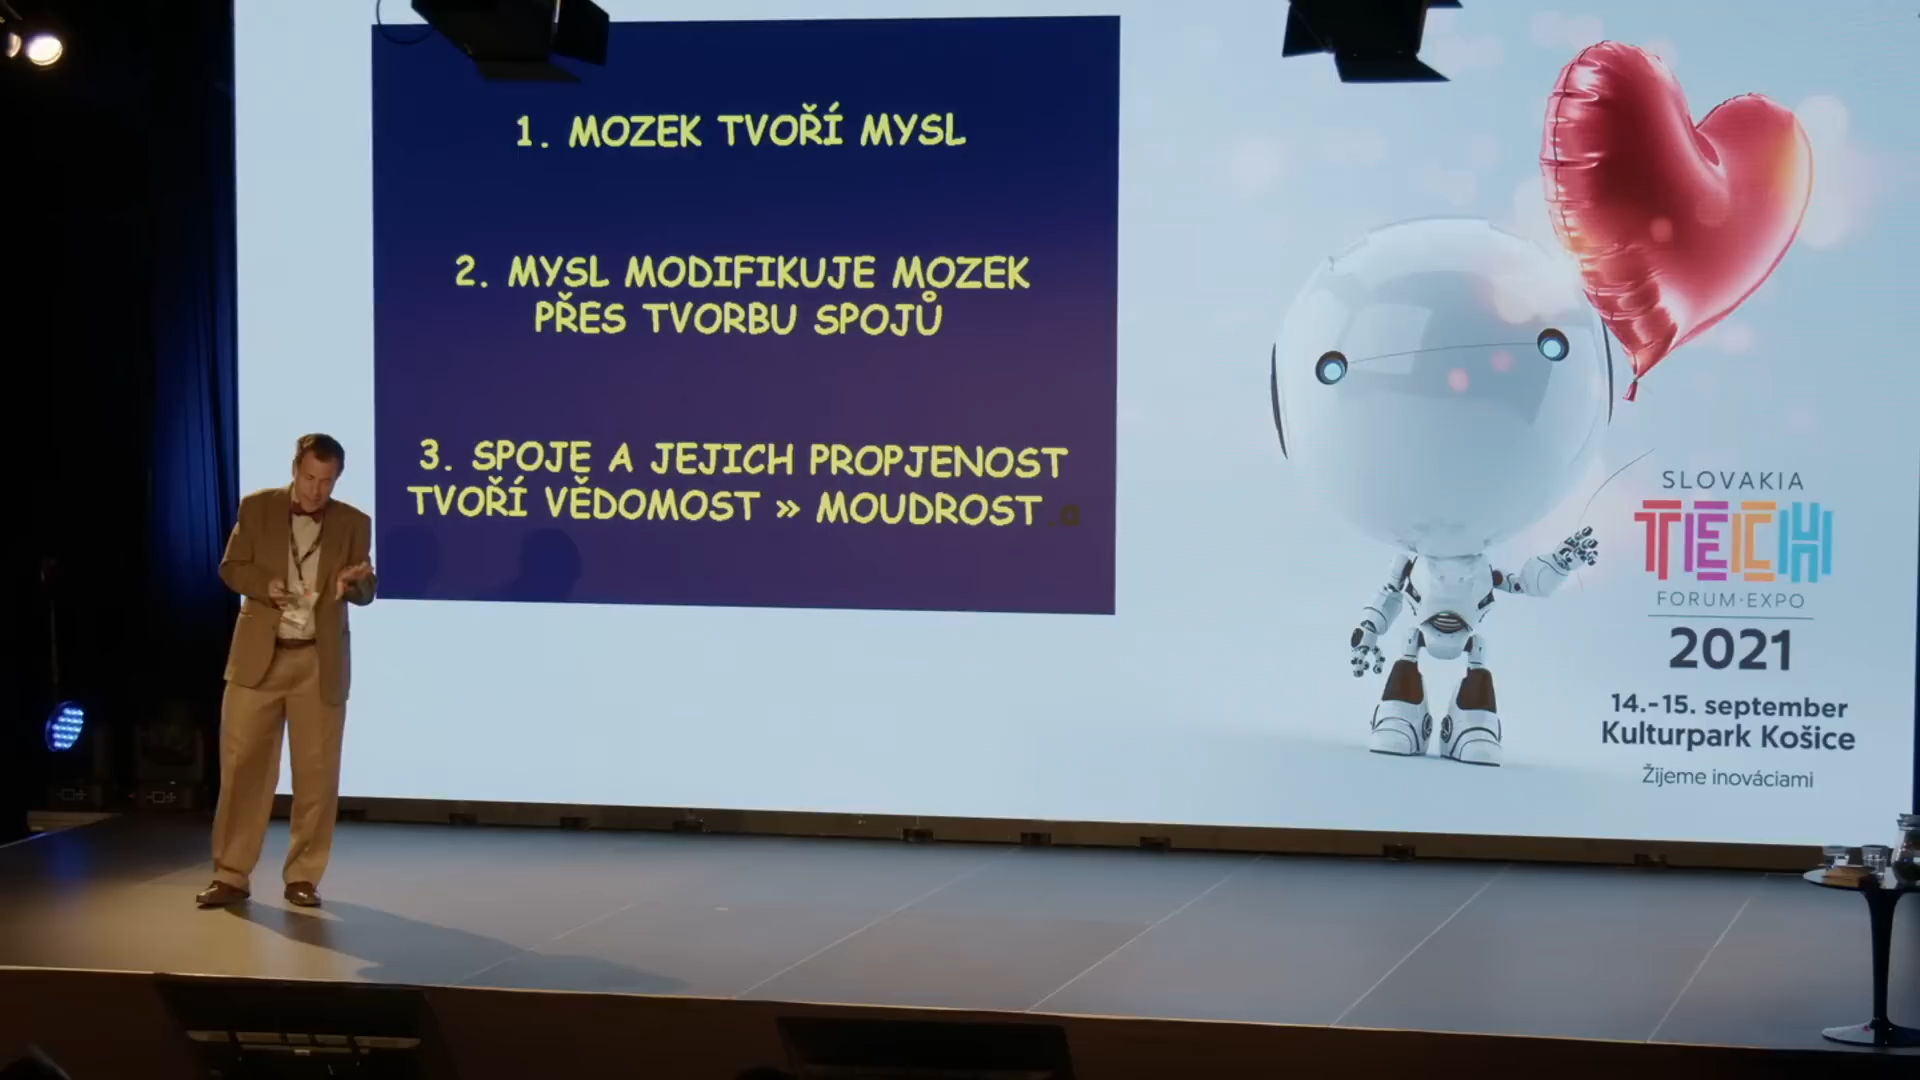 1. MOZEK TVOŘÍ MYSL
2. MYSL MODIFIKUJE MOZEK
PŘES TVORBU SPOJŮ
3. SPOJE A JEJICH PROPJENOST
TVOŘÍ VĚDOMOST » MOUDROST
SLOVAKIA
TECH
FORUM·EXPO
2021
14.-15. september
Kulturpark Košice
Žijeme inováciami